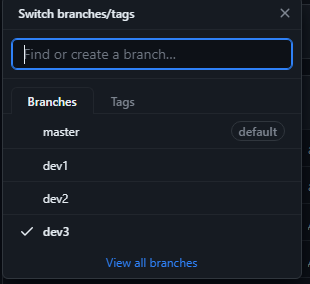 Switch branches/tags
Find or create a branch...
Branches Tags
master default
dev1
dev2
dev3
View all branches